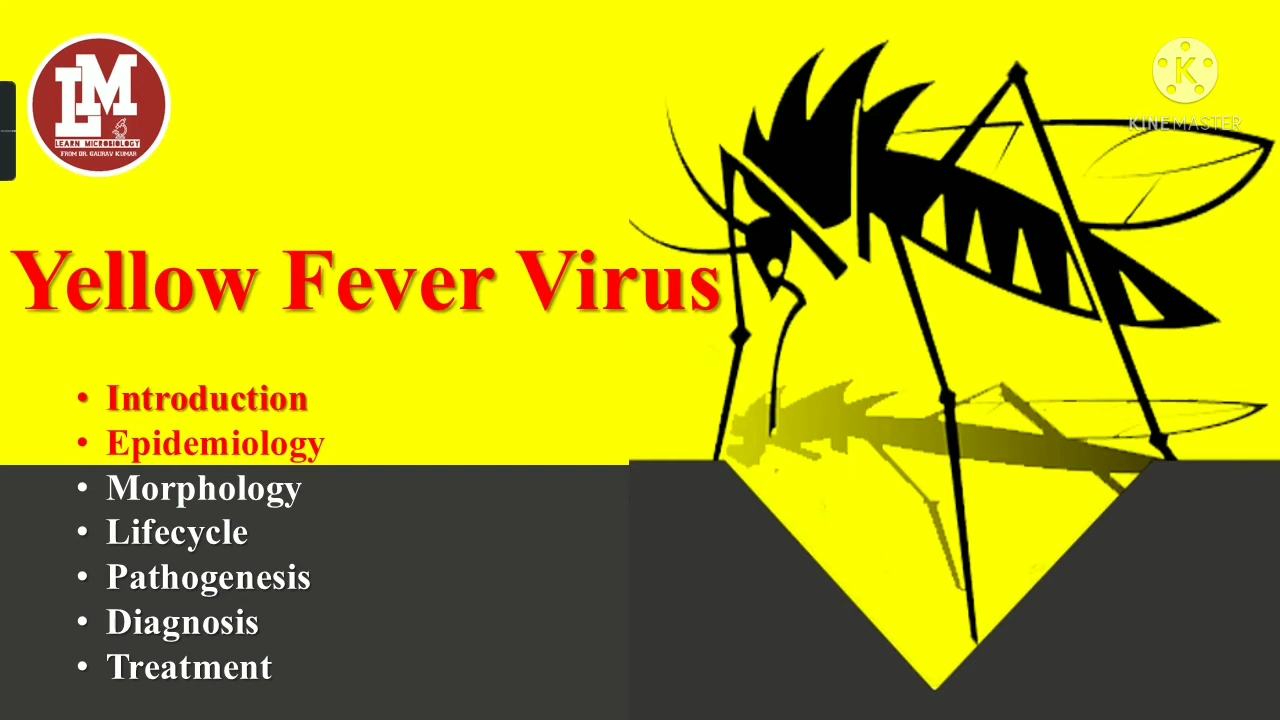 LM
LEARN MICROBIOLOGY
FROM DR. GAURAV KUMAR
K
KINEMASTER
Yellow Fever Virus
• Introduction
• Epidemiology
• Morphology
• Lifecycle
• Pathogenesis
• Diagnosis
• Treatment